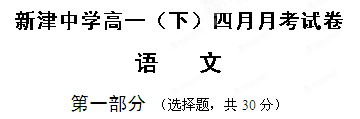 新津中学高一（下）四月月考试卷
语 文
第一部分 （选择题，共 30 分）